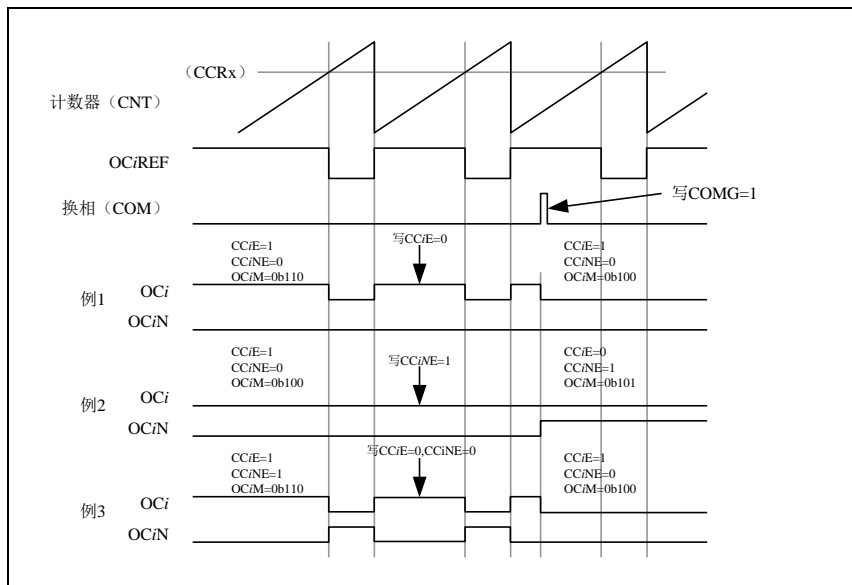 （CCRx）
计数器（CNT）
OCiREF
换相（COM）
写COMG=1
CCiE=1
CCiNE=0
OCiM=0b110
写CCiE=0
CCiE=1
CCiNE=0
OCiM=0b100
例1
OCi
OCiN
CCiE=1
CCiNE=0
OCiM=0b100
写CCiNE=1
CCiE=0
CCiNE=1
OCiM=0b101
例2
OCi
OCiN
CCiE=1
CCiNE=1
OCiM=0b110
写CCiE=0,CCiNE=0
CCiE=1
CCiNE=0
OCiM=0b100
例3
OCi
OCiN